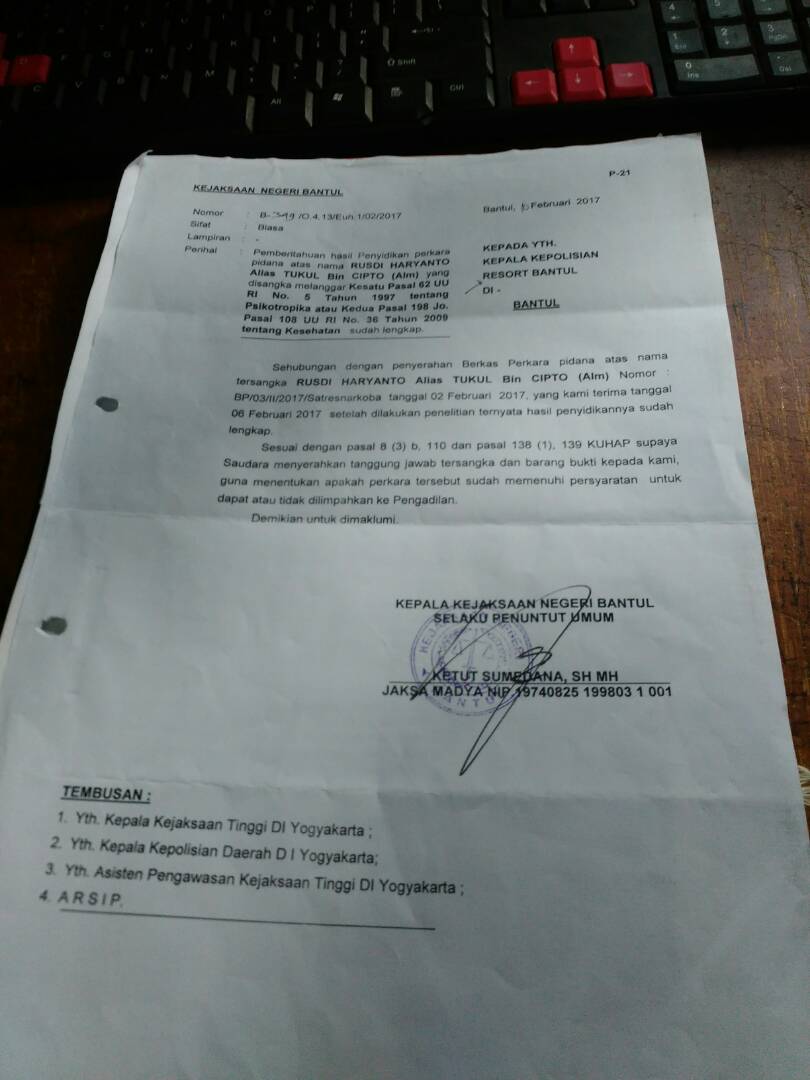 P-21
KEJAKSAAN NEGERI BANTUL
Bantul, Februari 2017
Nomor : B- /O.4.13/Euh.1/02/2017
Sifat : Biasa
Lampiran : -
Perihal : Pemberitahuan hasil Penyidikan perkara
pidana atas nama RUSDI HARYANTO
Alias TUKUL Bin CIPTO (Alm) yang
disangka melanggar Kesatu Pasal 62 UU
RI No. 5 Tahun 1997 tentang
Psikotropika atau Kedua Pasal 198 Jo.
Pasal 108 UU RI No. 36 Tahun 2009
tentang Kesehatan sudah lengkap.
KEPADA YTH.
KEPALA KEPOLISIAN
RESORT BANTUL
DI -
BANTUL
Sehubungan dengan penyerahan Berkas Perkara pidana atas nama
tersangka RUSDI HARYANTO Alias TUKUL Bin CIPTO (Alm) Nomor :
BP/03/II/2017/Satresnarkoba tanggal 02 Februari 2017, yang kami terima tanggal
06 Februari 2017 setelah dilakukan penelitian ternyata hasil penyidikannya sudah
lengkap.
Sesuai dengan pasal 8 (3) b, 110 dan pasal 138 (1), 139 KUHAP supaya
Saudara menyerahkan tanggung jawab tersangka dan barang bukti kepada kami,
guna menentukan apakah perkara tersebut sudah memenuhi persyaratan untuk
dapat atau tidak dilimpahkan ke Pengadilan.
Demikian untuk dimaklumi.
KEPALA KEJAKSAAN NEGERI BANTUL
SELAKU PENUNTUT UMUM
KETUT SUMEDANA, SH MH
JAKSA MADYA NIP 19740825 199803 1 001
TEMBUSAN :
1. Yth. Kepala Kejaksaan Tinggi DI Yogyakarta ;
2. Yth. Kepala Kepolisian Daerah D I Yogyakarta;
3. Yth. Asisten Pengawasan Kejaksaan Tinggi DI Yogyakarta ;
4. A R S I P.